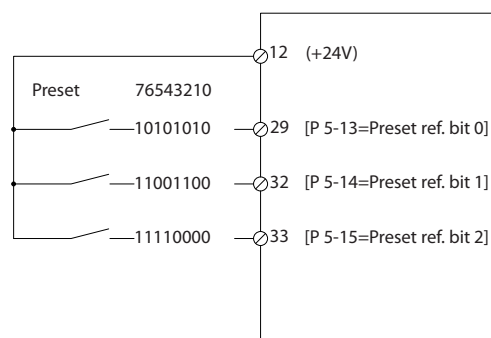 12 (+24V)
Preset 76543210
10101010 29 [P 5-13=Preset ref. bit 0]
11001100 32 [P 5-14=Preset ref. bit 1]
11110000 33 [P 5-15=Preset ref. bit 2]